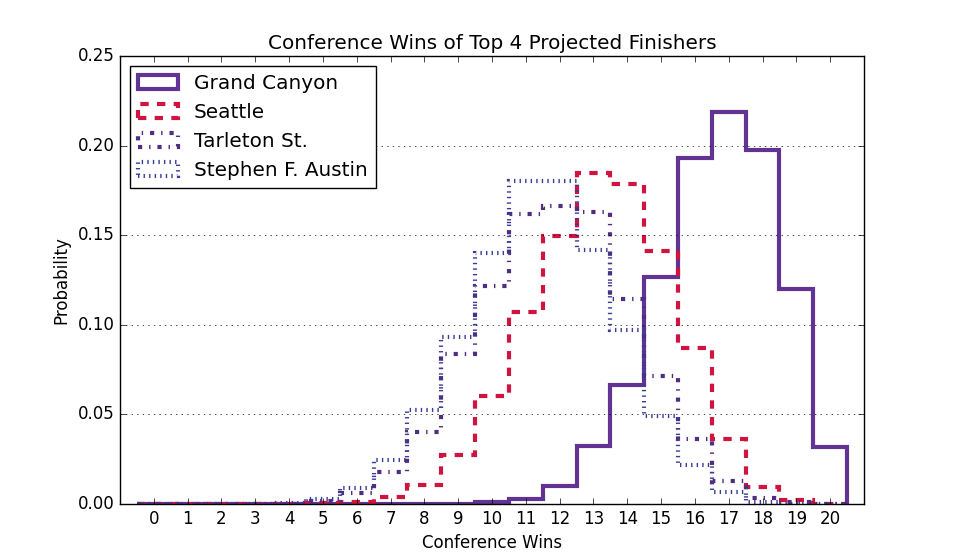 Conference Wins of Top 4 Projected Finishers
0.25
0.20
0.15
0.10
0.05
0.00
Probability
Grand Canyon
Seattle
Tarleton St.
Stephen F. Austin
0 1 2 3 4 5 6 7 8 9 10 11 12 13 14 15 16 17 18 19 20
Conference Wins